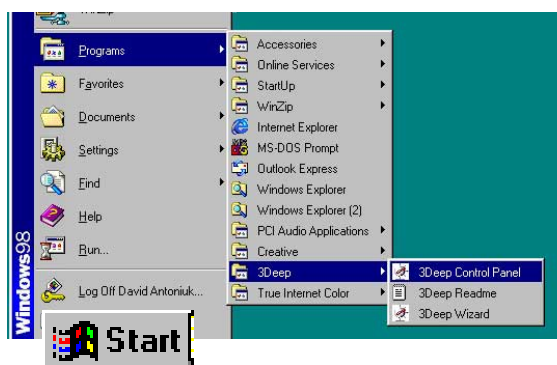 Programs
Favorites
Documents
Settings
Find
Help
Run...
Log Off David Antoniuk...
Windows98
Start
Accessories
Online Services
StartUp
WinZip
Internet Explorer
MS-DOS Prompt
Outlook Express
Windows Explorer
Windows Explorer (2)
PCI Audio Applications
Creative
3Deep
True Internet Color
3Deep Control Panel
3Deep Readme
3Deep Wizard